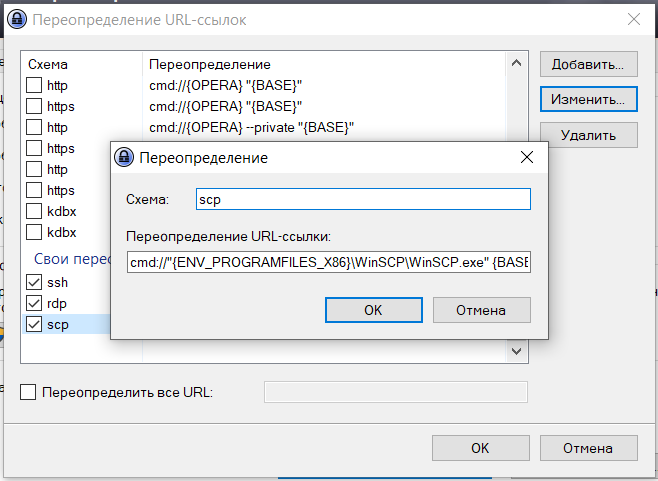 Переопределение URL-ссылок
Схема Переопределение
http cmd://{OPERA} "{BASE}"
https cmd://{OPERA} "{BASE}"
http cmd://{OPERA} --private "{BASE}"
https
http
https
kdbx
kdbx
Свои перес
ssh
rdp
scp
Добавить...
Изменить...
Удалить
Переопределение
Схема: scp
Переопределение URL-ссылки:
cmd://"{ENV_PROGRAMFILES_X86}\WinSCP\WinSCP.exe" {BASE
OK Отмена
Переопределить все URL:
OK Отмена